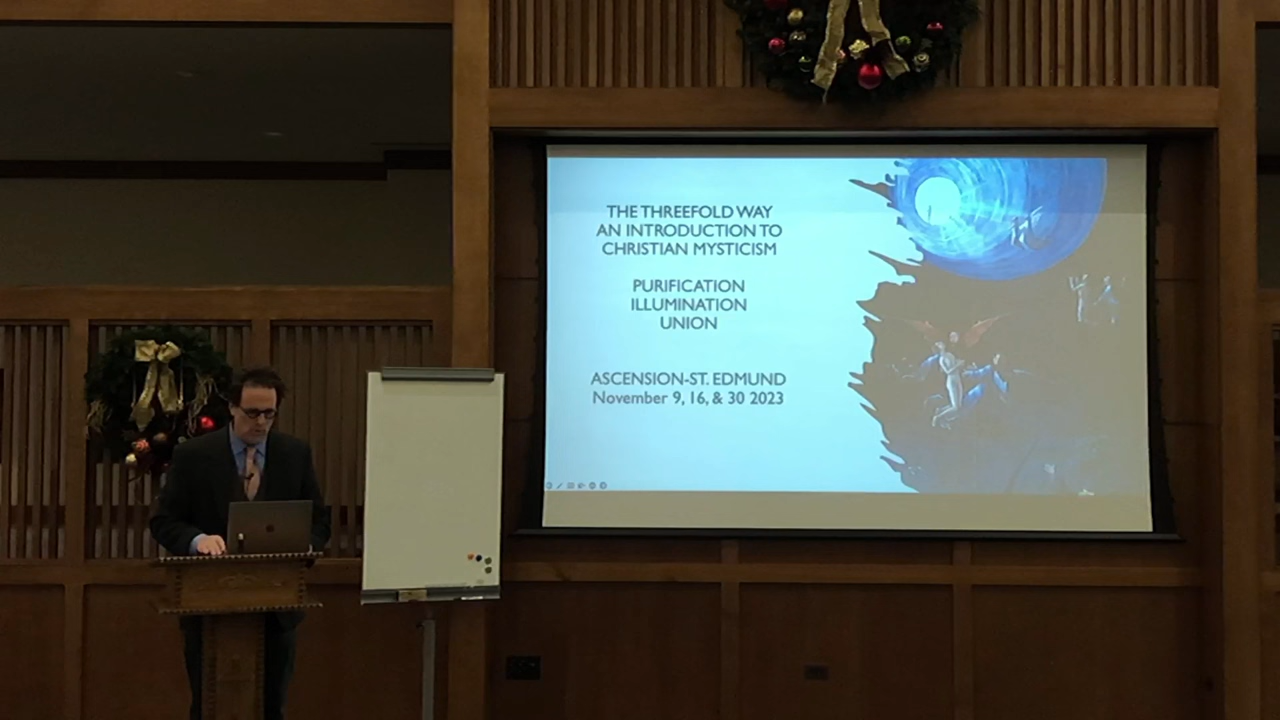 THE THREEFOLD WAY
AN INTRODUCTION TO
CHRISTIAN MYSTICISM
PURIFICATION
ILLUMINATION
UNION
ASCENSION-ST. EDMUND
November 9, 16, & 30 2023